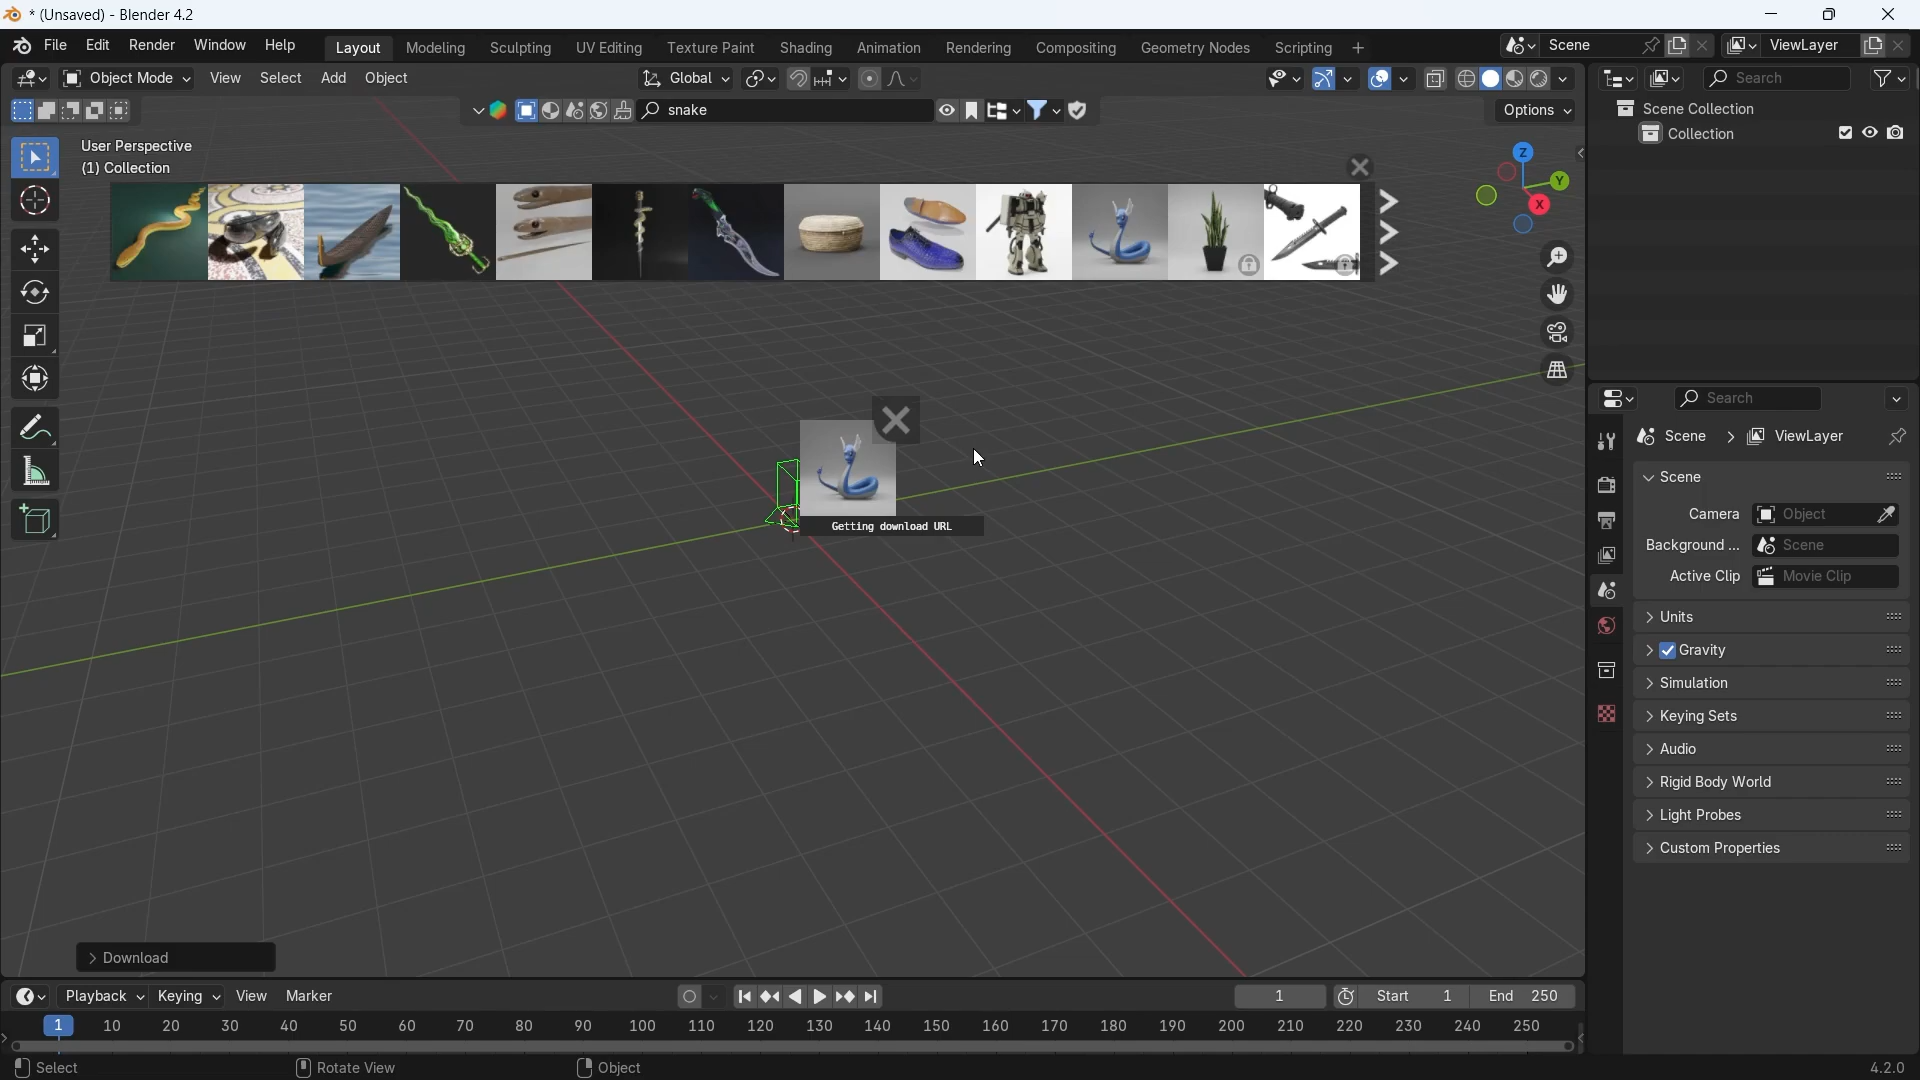 * (Unsaved) - Blender 4.2
File Edit Render Window Help Layout Modeling Sculpting UV Editing Texture Paint Shading Animation Rendering Compositing Geometry Nodes Scripting + Scene ViewLayer
Object Mode View Select Add Object Global Search
snake Options
Scene Collection
Collection
User Perspective
(1) Collection
Z
Y
X
Search
Scene > ViewLayer
Scene
Camera Object
Background ... Scene
Active Clip Movie Clip
Getting download URL
Units
Gravity
Simulation
Keying Sets
Audio
Rigid Body World
Light Probes
Custom Properties
> Download
Playback Keying View Marker 1 Start 1 End 250
1 10 20 30 40 50 60 70 80 90 100 110 120 130 140 150 160 170 180 190 200 210 220 230 240 250
Select Rotate View Object 4.2.0